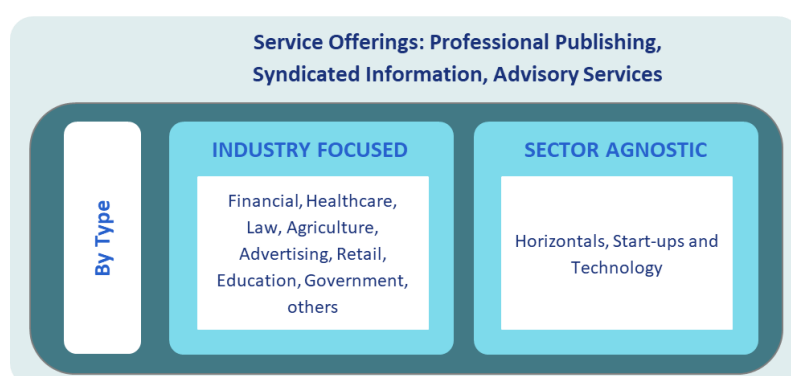 Service Offerings: Professional Publishing,
Syndicated Information, Advisory Services
By Type
INDUSTRY FOCUSED
Financial, Healthcare,
Law, Agriculture,
Advertising, Retail,
Education, Government,
others
SECTOR AGNOSTIC
Horizontals, Start-ups and
Technology